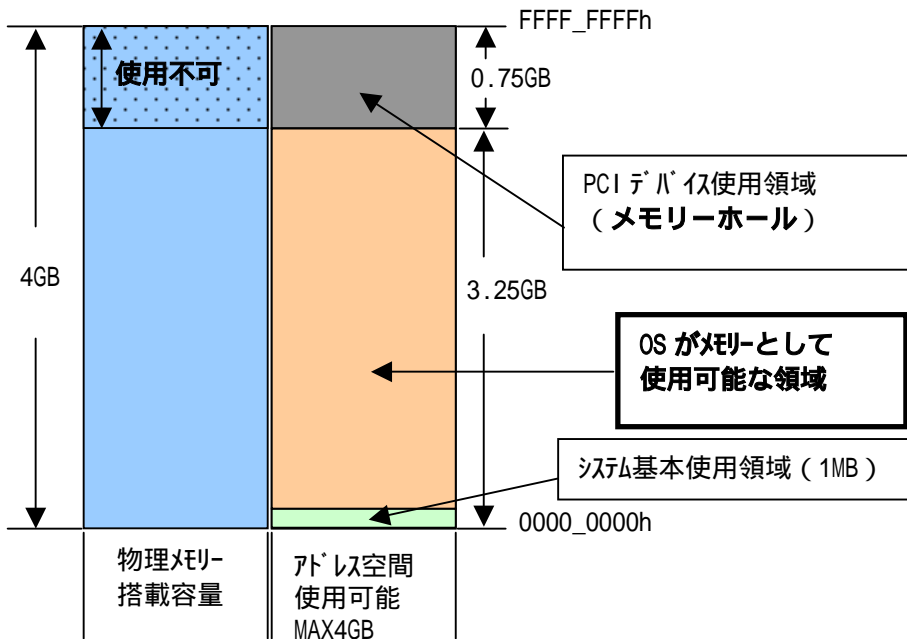 FFFF_FFFFh
使用不可
0.75GB
PCI ﾃﾞﾊﾞｲｽ使用領域
（メモリーホール）
4GB
3.25GB
OS がﾒﾓﾘｰとして
使用可能な領域
ｼｽﾃﾑ基本使用領域（1MB）
0000_0000h
物理ﾒﾓﾘｰ
搭載容量
ｱﾄﾞﾚｽ空間
使用可能
MAX4GB